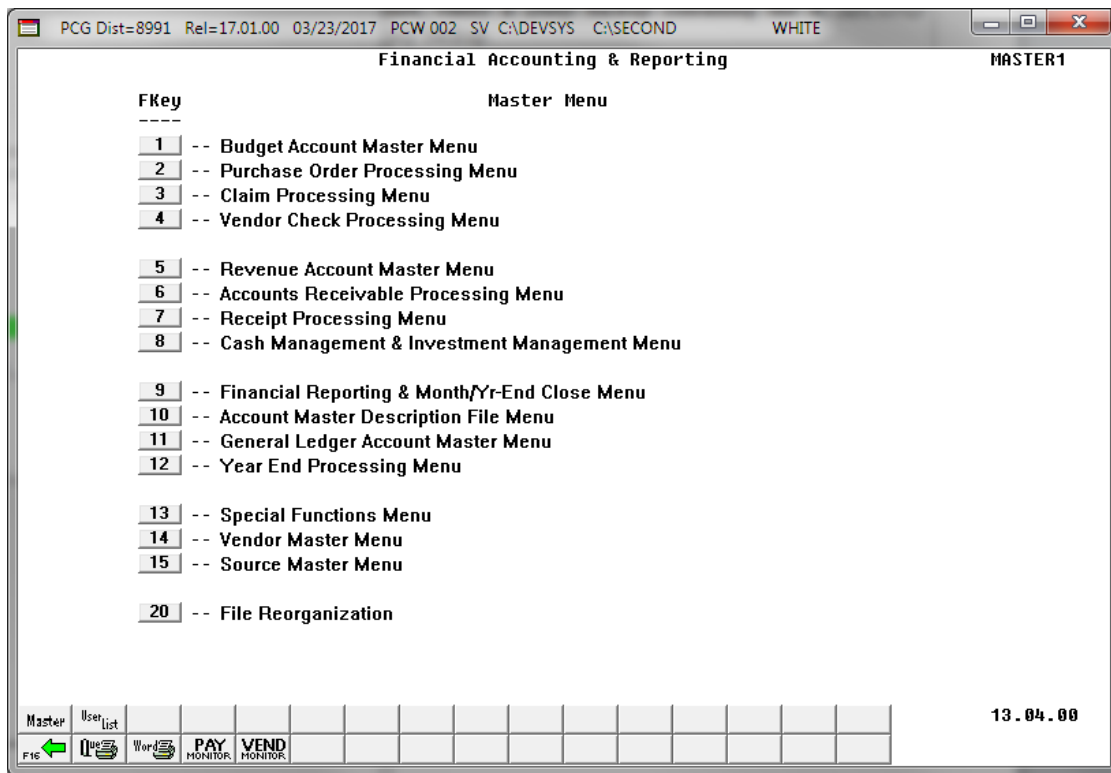 PCG Dist=8991 Rel=17.01.00 03/23/2017 PCW 002 SV C:\DEVSYS C:\SECOND WHITE
Financial Accounting & Reporting MASTER1
FKey Master Menu
----
1 -- Budget Account Master Menu
2 -- Purchase Order Processing Menu
3 -- Claim Processing Menu
4 -- Vendor Check Processing Menu
5 -- Revenue Account Master Menu
6 -- Accounts Receivable Processing Menu
7 -- Receipt Processing Menu
8 -- Cash Management & Investment Management Menu
9 -- Financial Reporting & Month/Yr-End Close Menu
10 -- Account Master Description File Menu
11 -- General Ledger Account Master Menu
12 -- Year End Processing Menu
13 -- Special Functions Menu
14 -- Vendor Master Menu
15 -- Source Master Menu
20 -- File Reorganization
Master User List 13.04.00
F16 Que Word PAY MONITOR VEND MONITOR